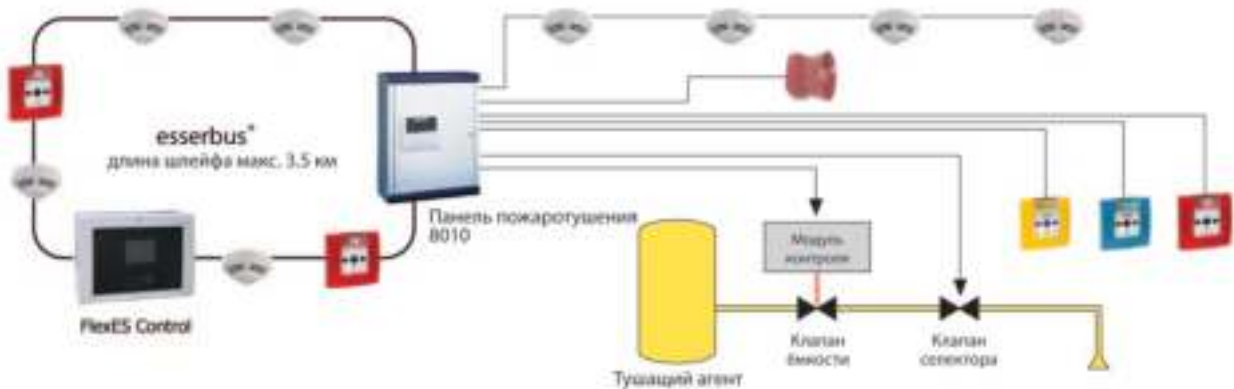 esserbus®
длина шлейфа макс. 3.5 км
Панель пожаротушения
8010
FlexES Control
Модуль
контроля
Клапан
ёмкости
Клапан
селектора
Тушащий агент